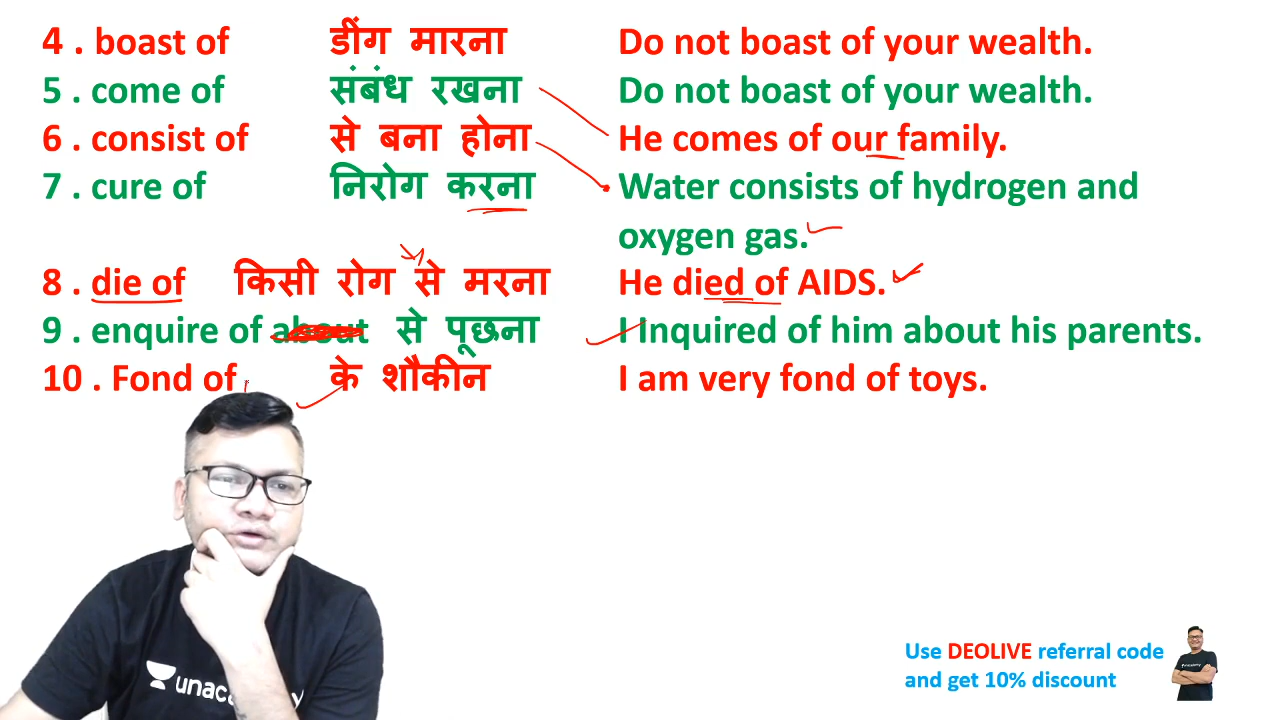 4 . boast of डींग मारना Do not boast of your wealth.
5 . come of संबंध रखना Do not boast of your wealth.
6 . consist of से बना होना He comes of our family.
7 . cure of निरोग करना Water consists of hydrogen and
oxygen gas.
8 . die of किसी रोग से मरना He died of AIDS.
9 . enquire of about से पूछना I Inquired of him about his parents.
10 . Fond of के शौकीन I am very fond of toys.
unacademy
Use DEOLIVE referral code
and get 10% discount